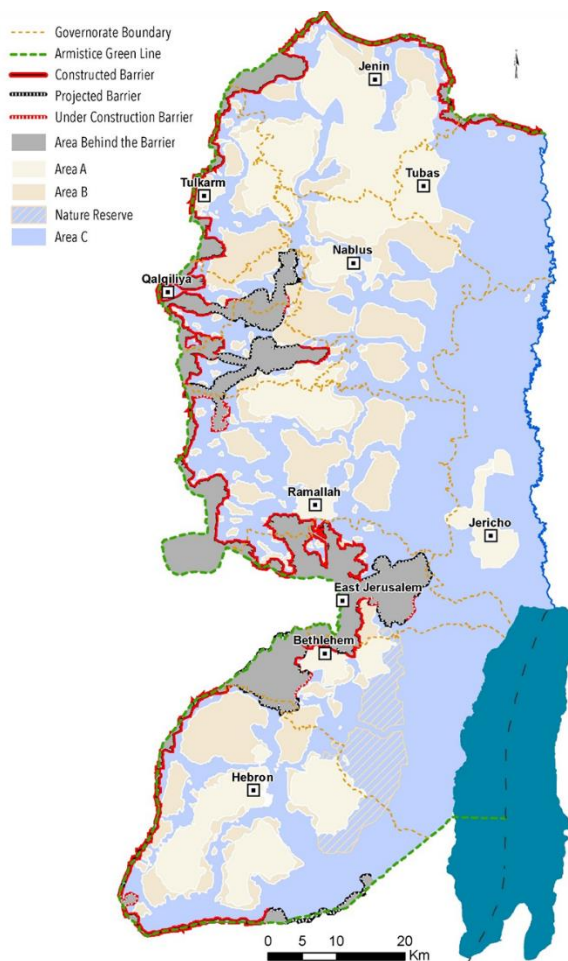 Governorate Boundary
Armistice Green Line
Constructed Barrier
Projected Barrier
Under Construction Barrier
Area Behind the Barrier
Area A
Area B
Nature Reserve
Area C
Jenin
Tubas
Tulkarm
Nablus
Qalgiliya
Ramallah
Jericho
East Jerusalem
Bethlehem
Hebron
0 5 10 20
Km